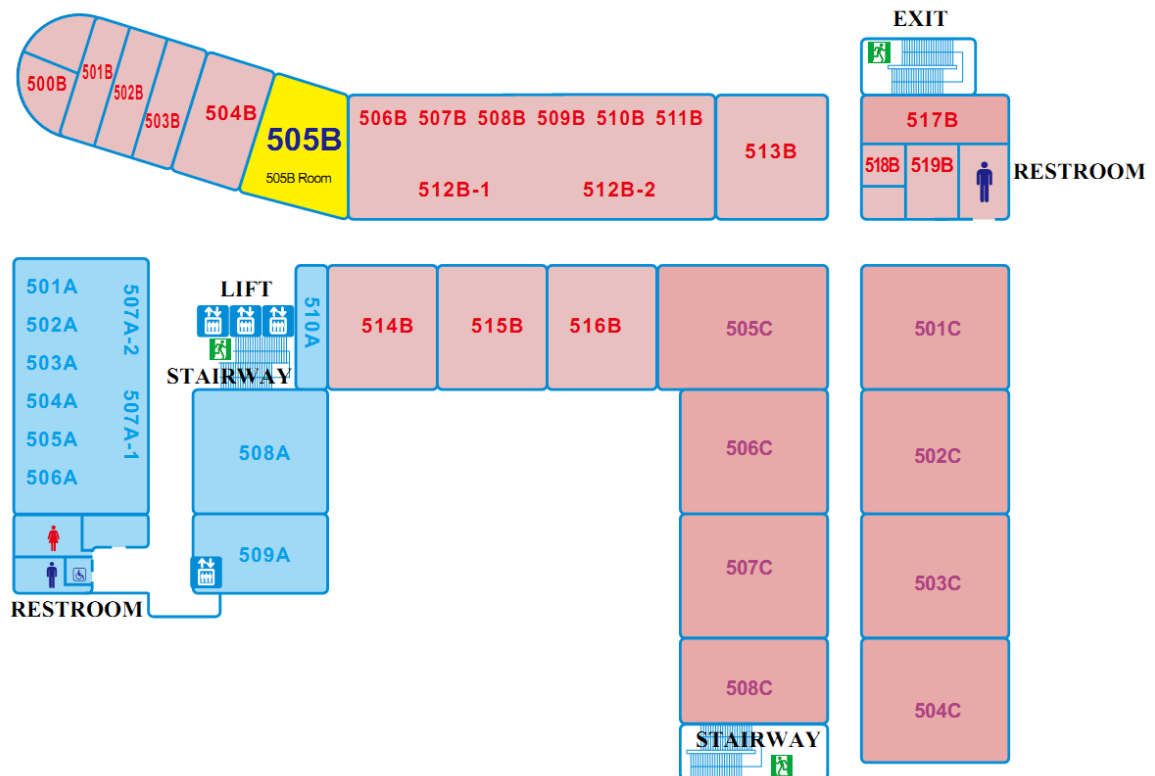 EXIT
500B
501B
502B
503B
504B
505B
505B Room
506B 507B 508B 509B 510B 511B
512B-1 512B-2
513B
517B
518B 519B
RESTROOM
501A
502A
503A
504A
505A
506A
507A-2
507A-1
RESTROOM
LIFT
STAIRWAY
510A
508A
509A
514B
515B
516B
505C
506C
507C
508C
STAIRWAY
501C
502C
503C
504C